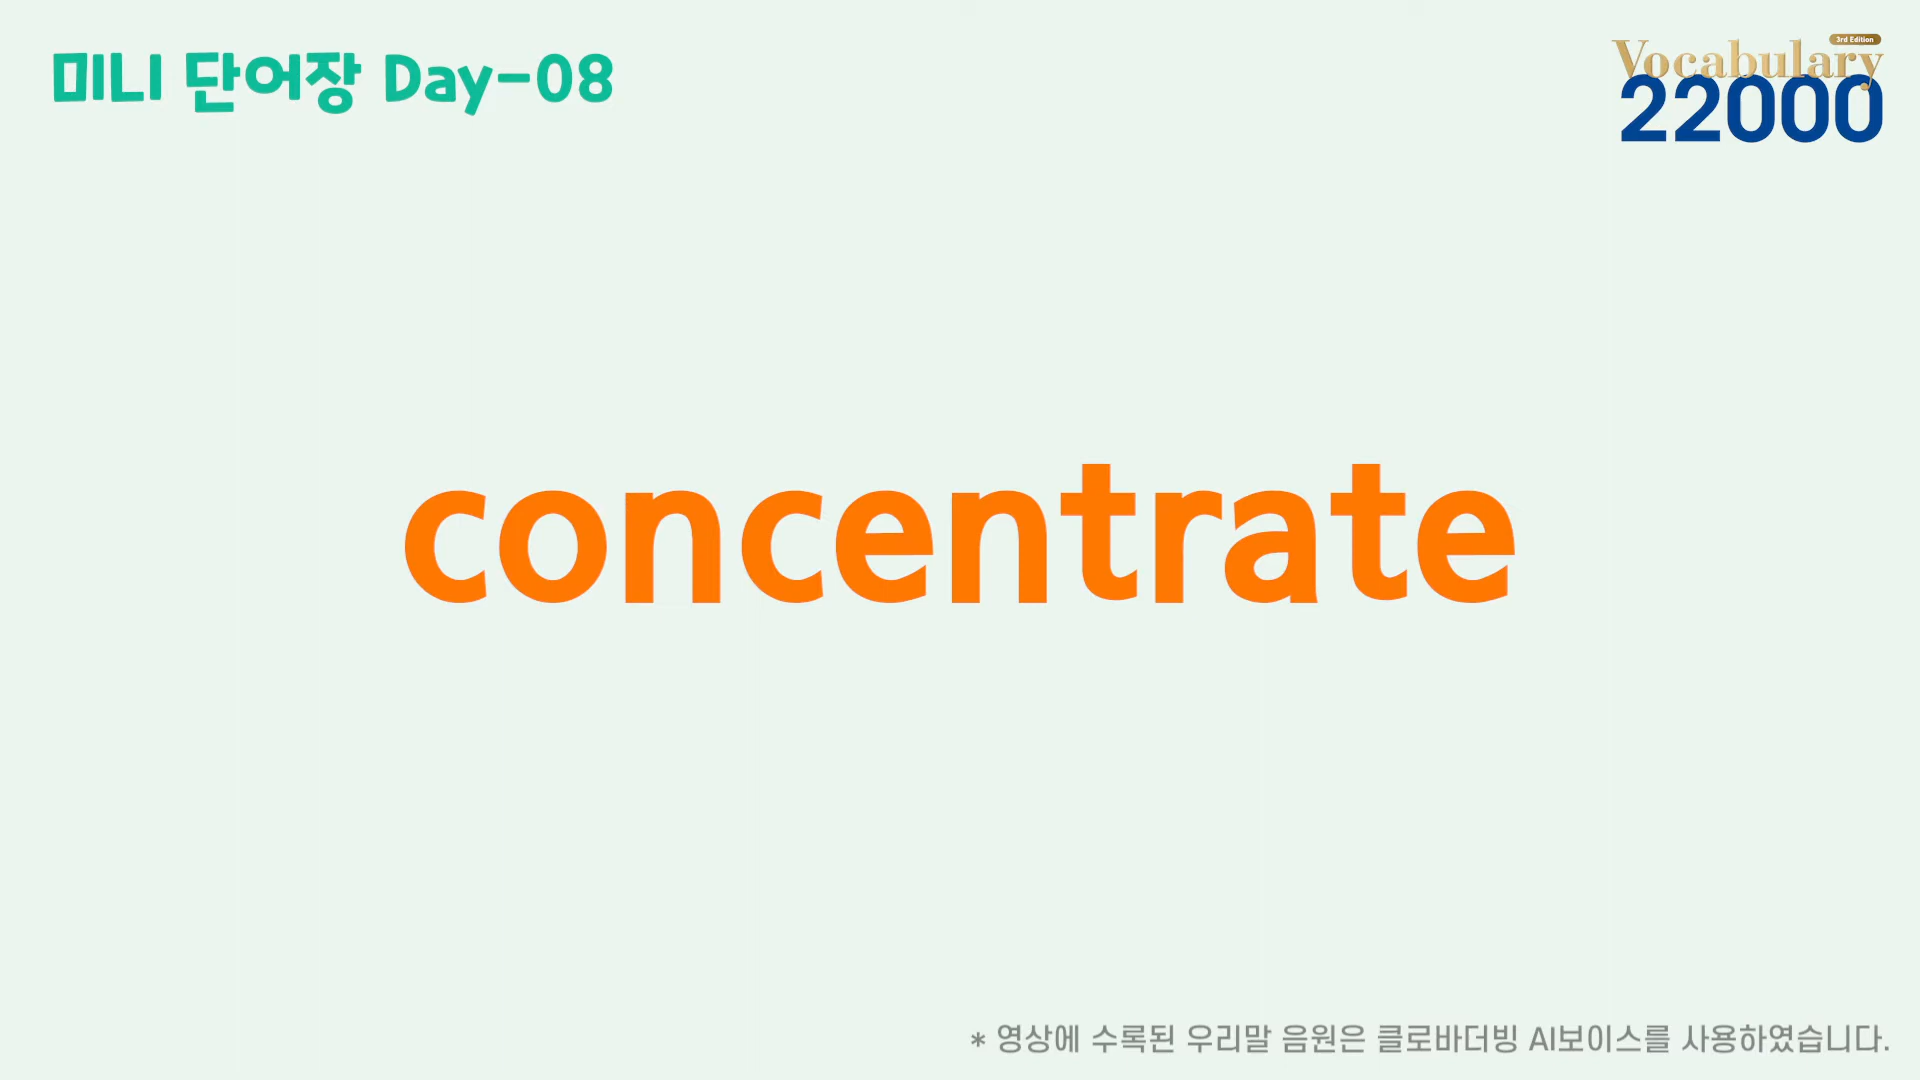 미니 단어장 Day-08
3rd Edition
Vocabulary
22000
concentrate
* 영상에 수록된 우리말 음원은 클로바더빙 AI보이스를 사용하였습니다.